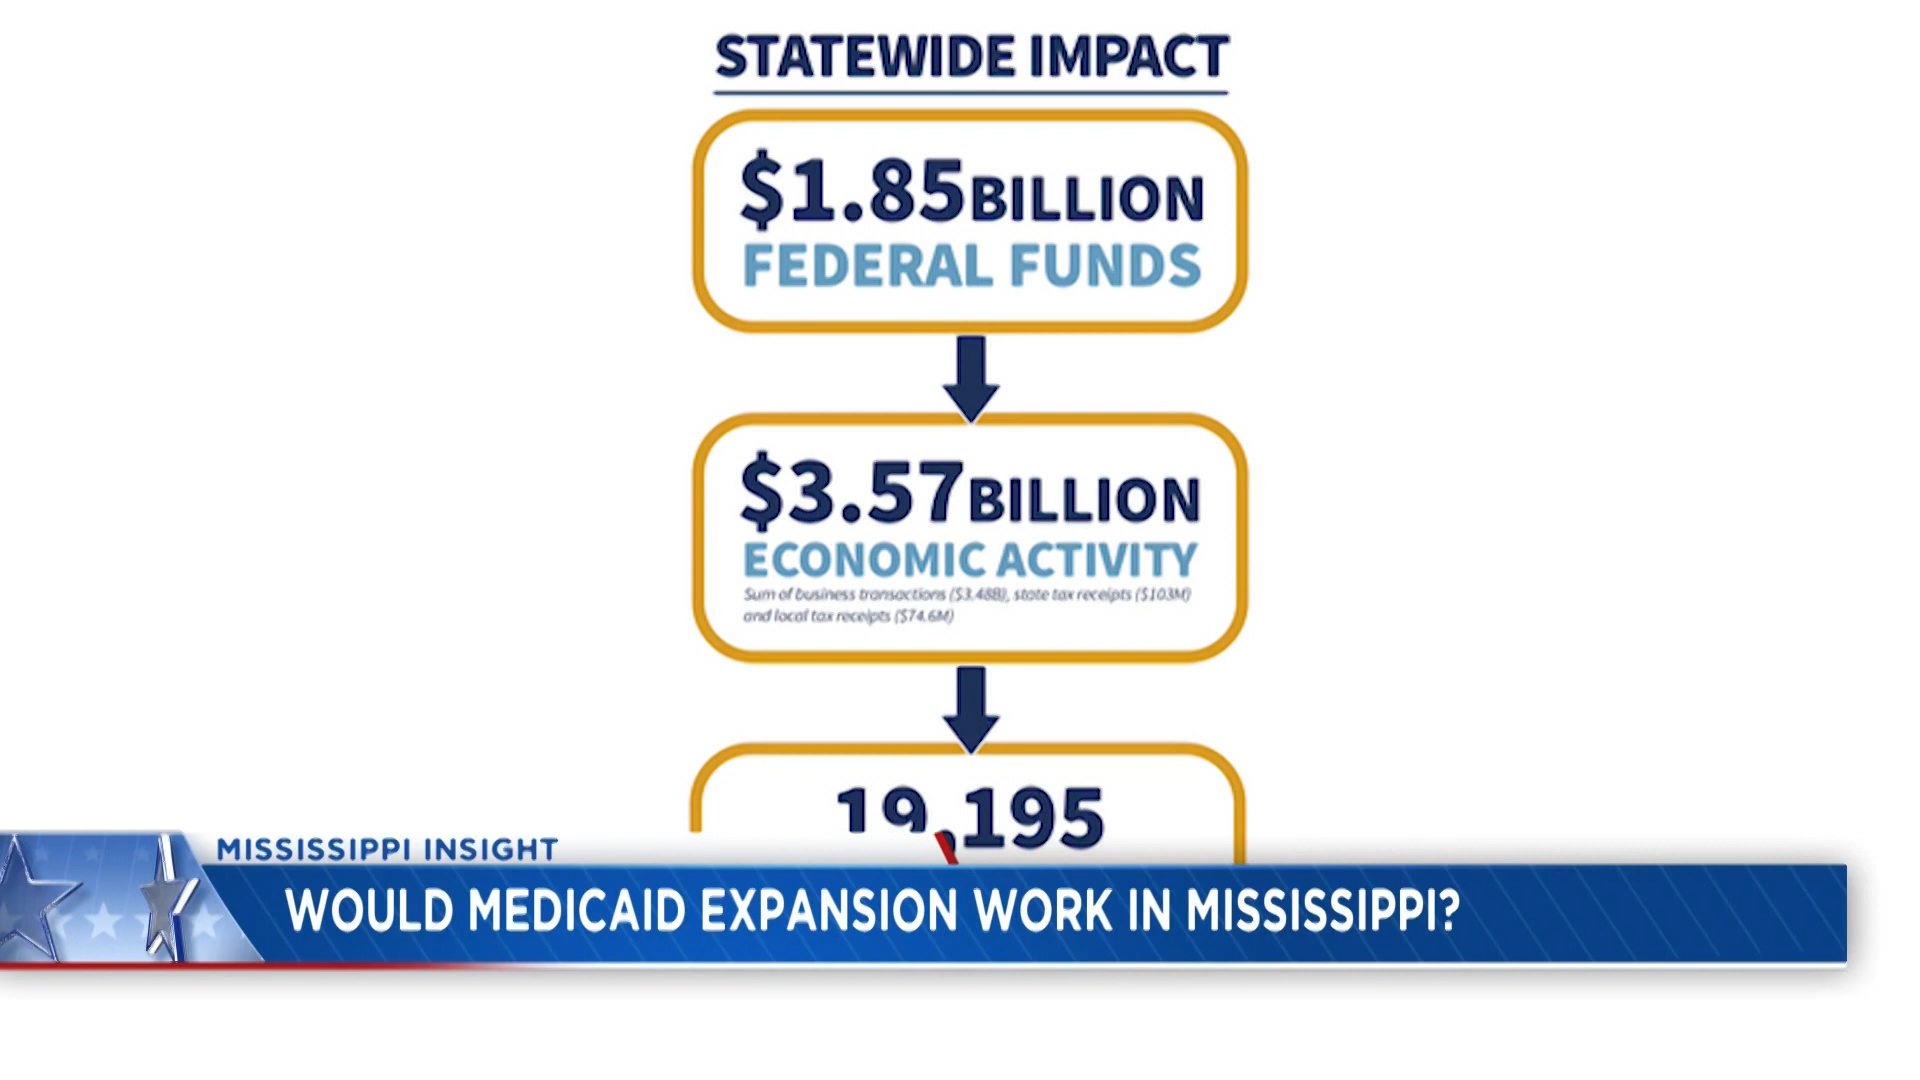 STATEWIDE IMPACT
$1.85BILLION
FEDERAL FUNDS
$3.57BILLION
ECONOMIC ACTIVITY
Sum of business transactions ($3.48B), state tax receipts ($103M)
and local tax receipts ($74.6M)
19,195
MISSISSIPPI INSIGHT
WOULD MEDICAID EXPANSION WORK IN MISSISSIPPI?